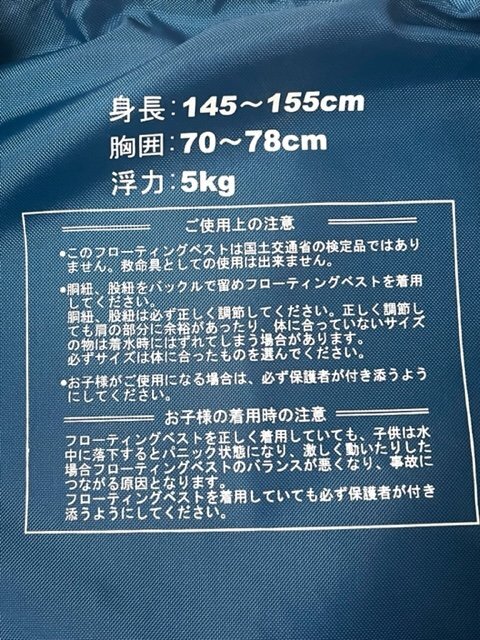 身長:145～155cm
胸囲:70～78cm
浮力:5kg
ご使用上の注意
●このフローティングベストは国土交通省の検定品ではあり
ません。救命具としての使用は出来ません。
●胴紐、股紐をバックルで留めフローティングベストを着用
してください。
胴紐、股紐は必ず正しく調節してください。正しく調節し
ても肩の部分に余裕があったり、体に合っていないサイズ
の物は着水時にはずれてしまう場合があります。
必ずサイズは体に合ったものを選んでください。
●お子様がご使用になる場合は、必ず保護者が付き添うよう
にしてください。
お子様の着用時の注意
フローティングベストを正しく着用していても、子供は水
中に落下するとパニック状態になり、激しく動いたりした
場合フローティングベストのバランスが悪くなり、事故に
つながる原因となります。
フローティングベストを着用していても必ず保護者が付き
添うようにしてください。